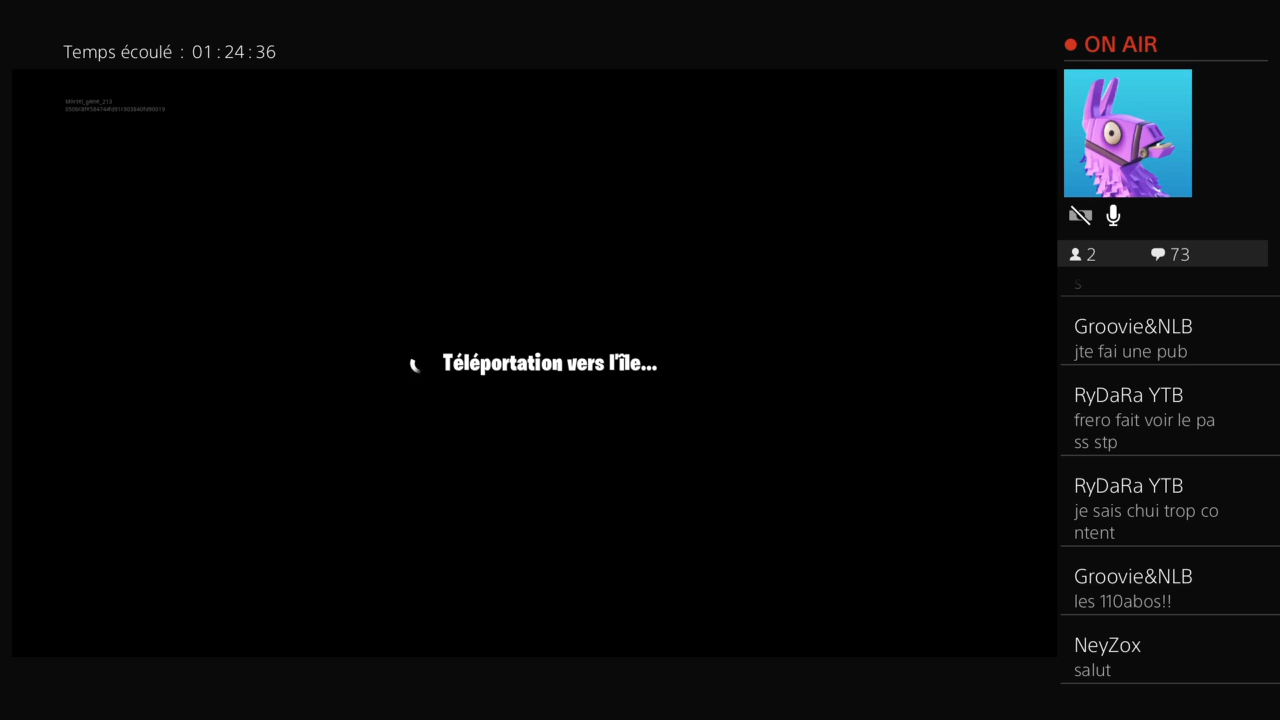 Temps écoulé : 01:24:36
ON AIR
2
73
s
Téléportation vers l'île...
Groovie&NLB
jte fai une pub
RyDaRa YTB
frero fait voir le pa
ss stp
RyDaRa YTB
je sais chui trop co
ntent
Groovie&NLB
les 110abos!!
NeyZox
salut